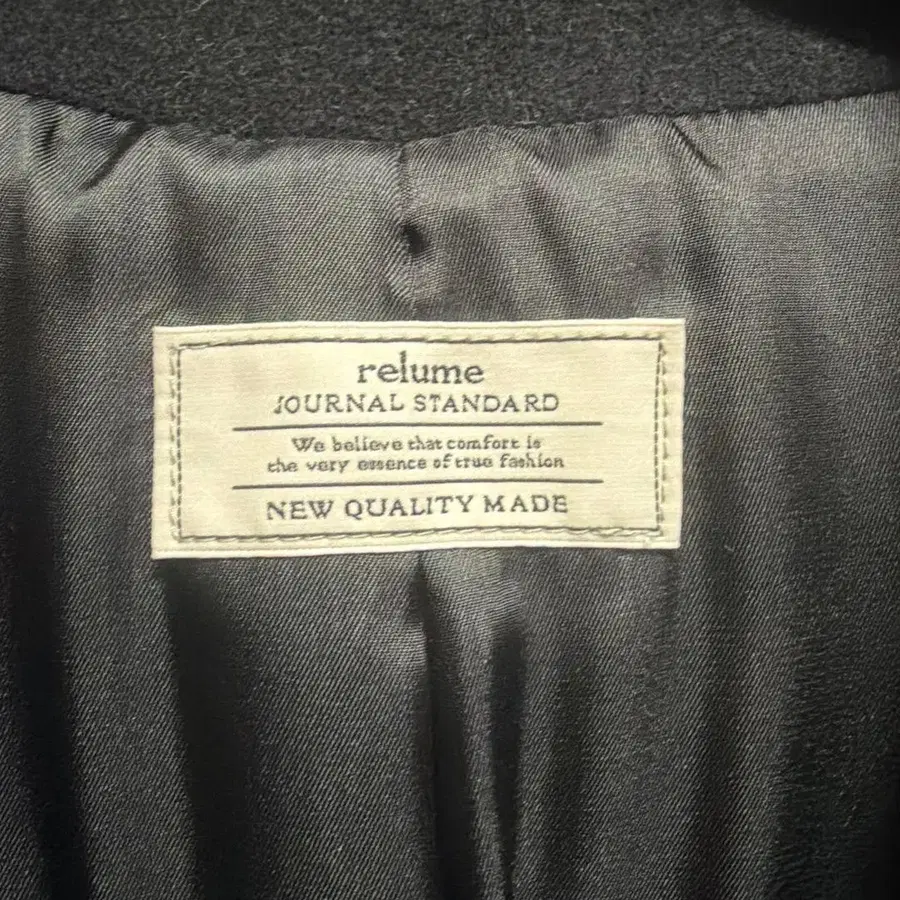 relume
JOURNAL STANDARD
We believe that comfort is
the very essence of true fashion
NEW QUALITY MADE